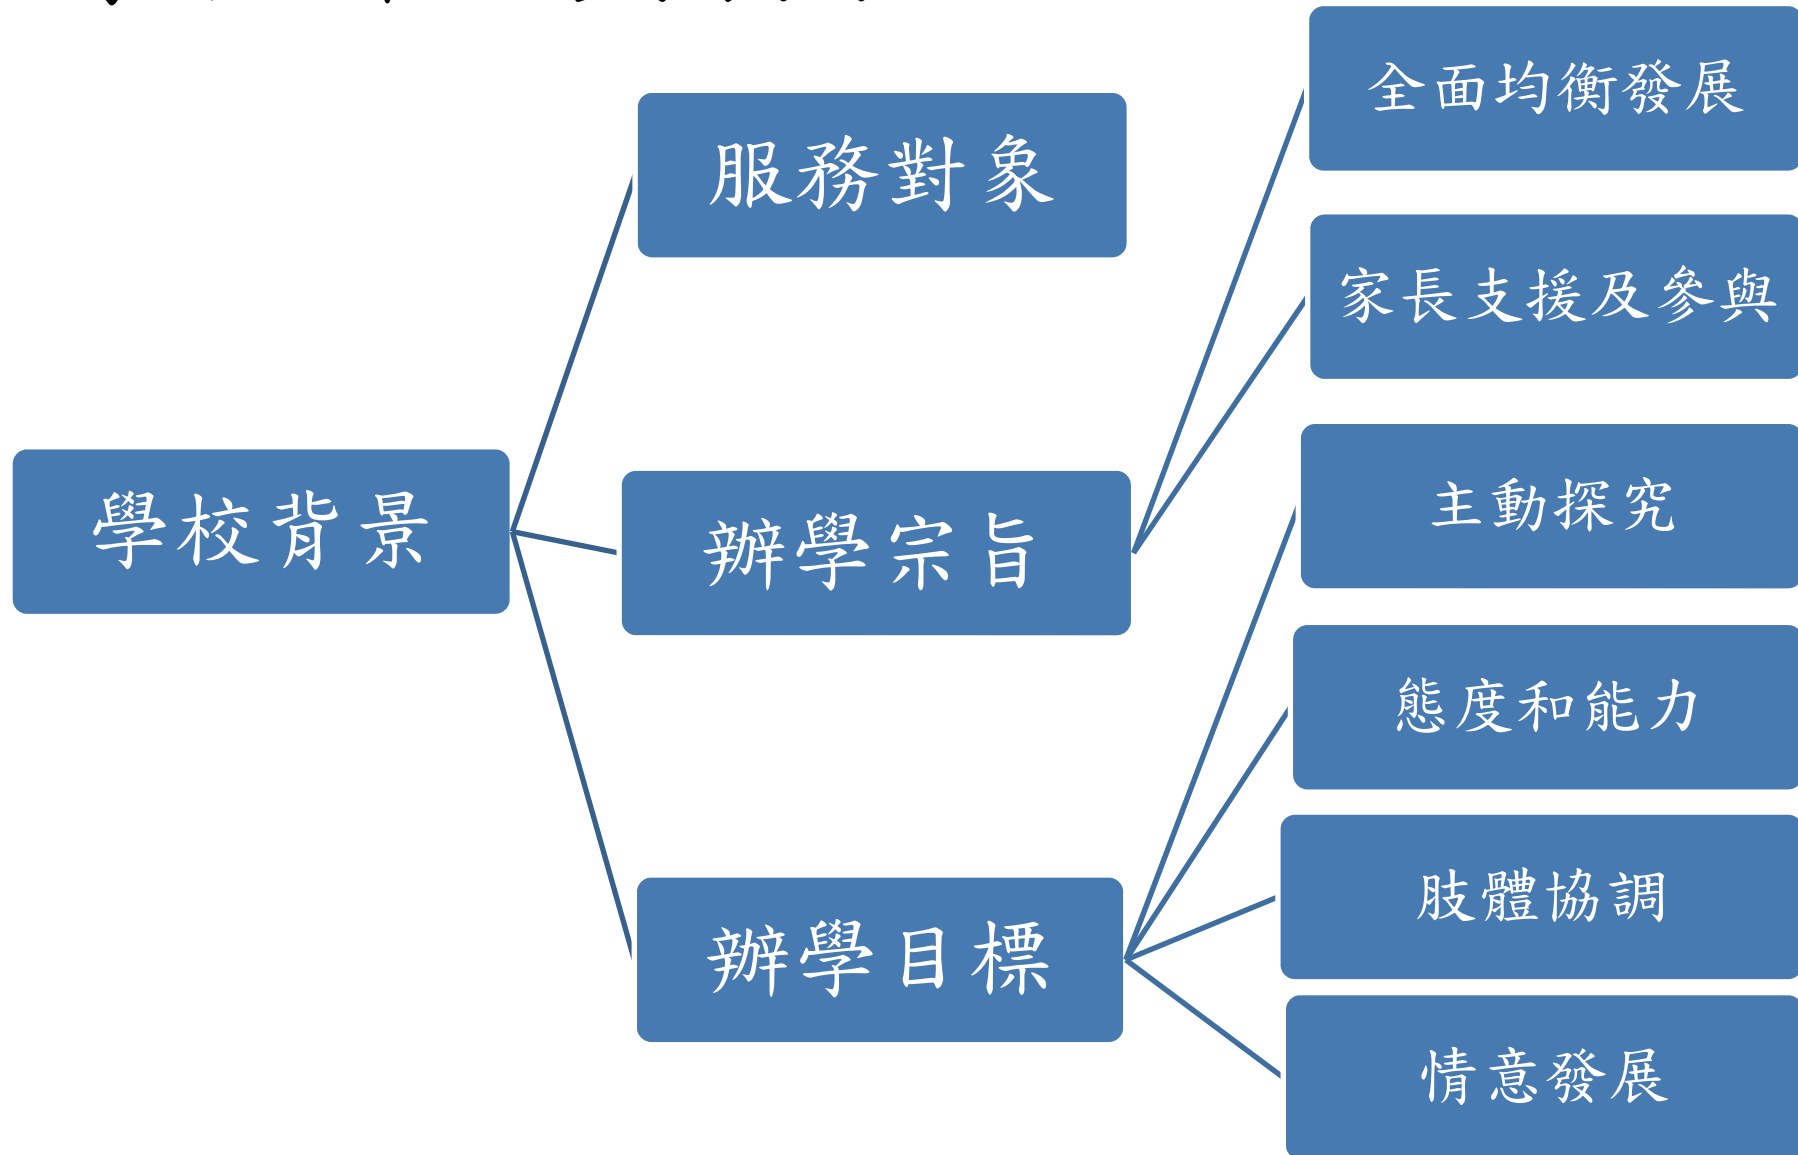 學校背景
服務對象
辦學宗旨
全面均衡發展
家長支援及參與
辦學目標
主動探究
態度和能力
肢體協調
情意發展